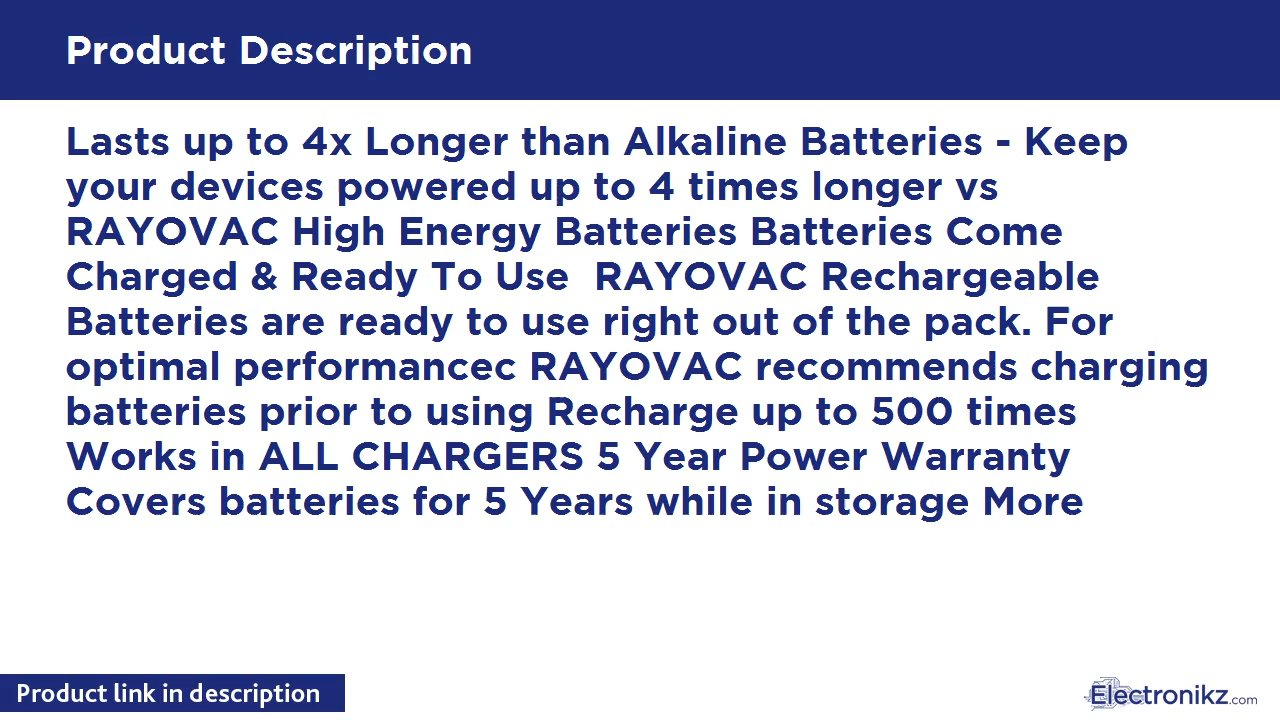 Product Description
Lasts up to 4x Longer than Alkaline Batteries - Keep
your devices powered up to 4 times longer vs
RAYOVAC High Energy Batteries Batteries Come
Charged & Ready To Use  RAYOVAC Rechargeable
Batteries are ready to use right out of the pack. For
optimal performancec RAYOVAC recommends charging
batteries prior to using Recharge up to 500 times
Works in ALL CHARGERS 5 Year Power Warranty
Covers batteries for 5 Years while in storage More
Product link in description
Electronikz.com